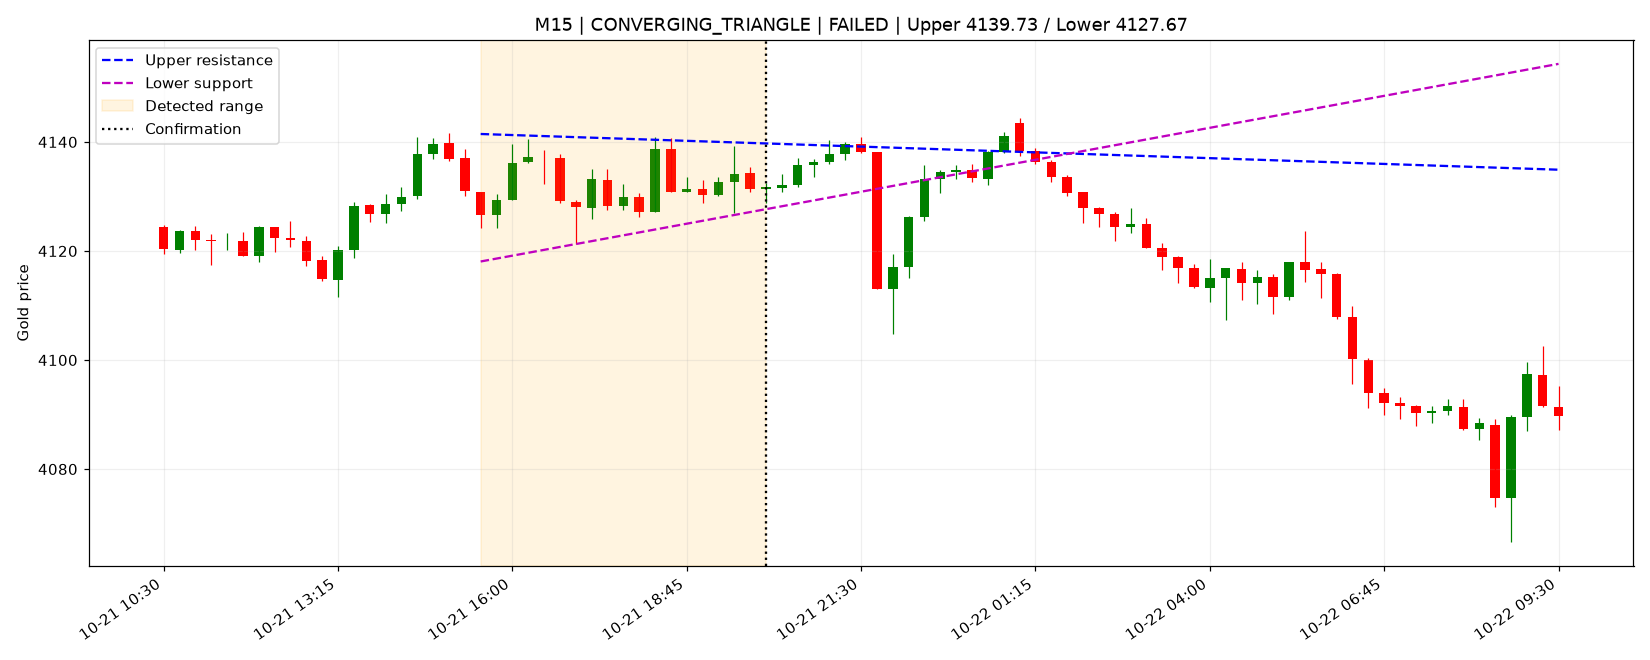 M15 | CONVERGING_TRIANGLE | FAILED | Upper 4139.73 / Lower 4127.67
Upper resistance
Lower support
Detected range
Confirmation
Gold price
4140
4120
4100
4080
10-21 10:30
10-21 13:15
10-21 16:00
10-21 18:45
10-21 21:30
10-22 01:15
10-22 04:00
10-22 06:45
10-22 09:30